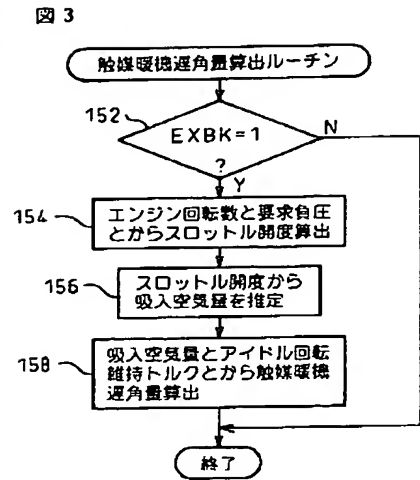 図3
触媒暖機遅角量算出ルーチン
152
EXBK=1
?
N
Y
154
エンジン回転数と要求負圧
とからスロットル開度算出
156
スロットル開度から
吸入空気量を推定
158
吸入空気量とアイドル回転
維持トルクとから触媒暖機
遅角量算出
終了